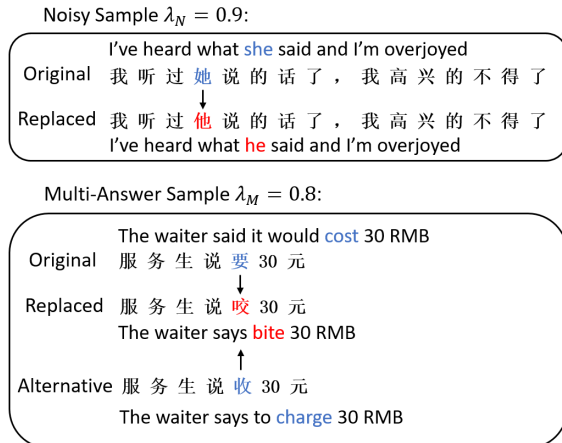 Noisy Sample λ_N = 0.9:
I've heard what she said and I'm overjoyed
Original 我听过她说的话了，我高兴的不得了
Replaced 我听过他说的话了，我高兴的不得了
I've heard what he said and I'm overjoyed
Multi-Answer Sample λ_M = 0.8:
The waiter said it would cost 30 RMB
Original 服务生说要 30 元
Replaced 服务生说咬 30 元
The waiter says bite 30 RMB
Alternative 服务生说收 30 元
The waiter says to charge 30 RMB